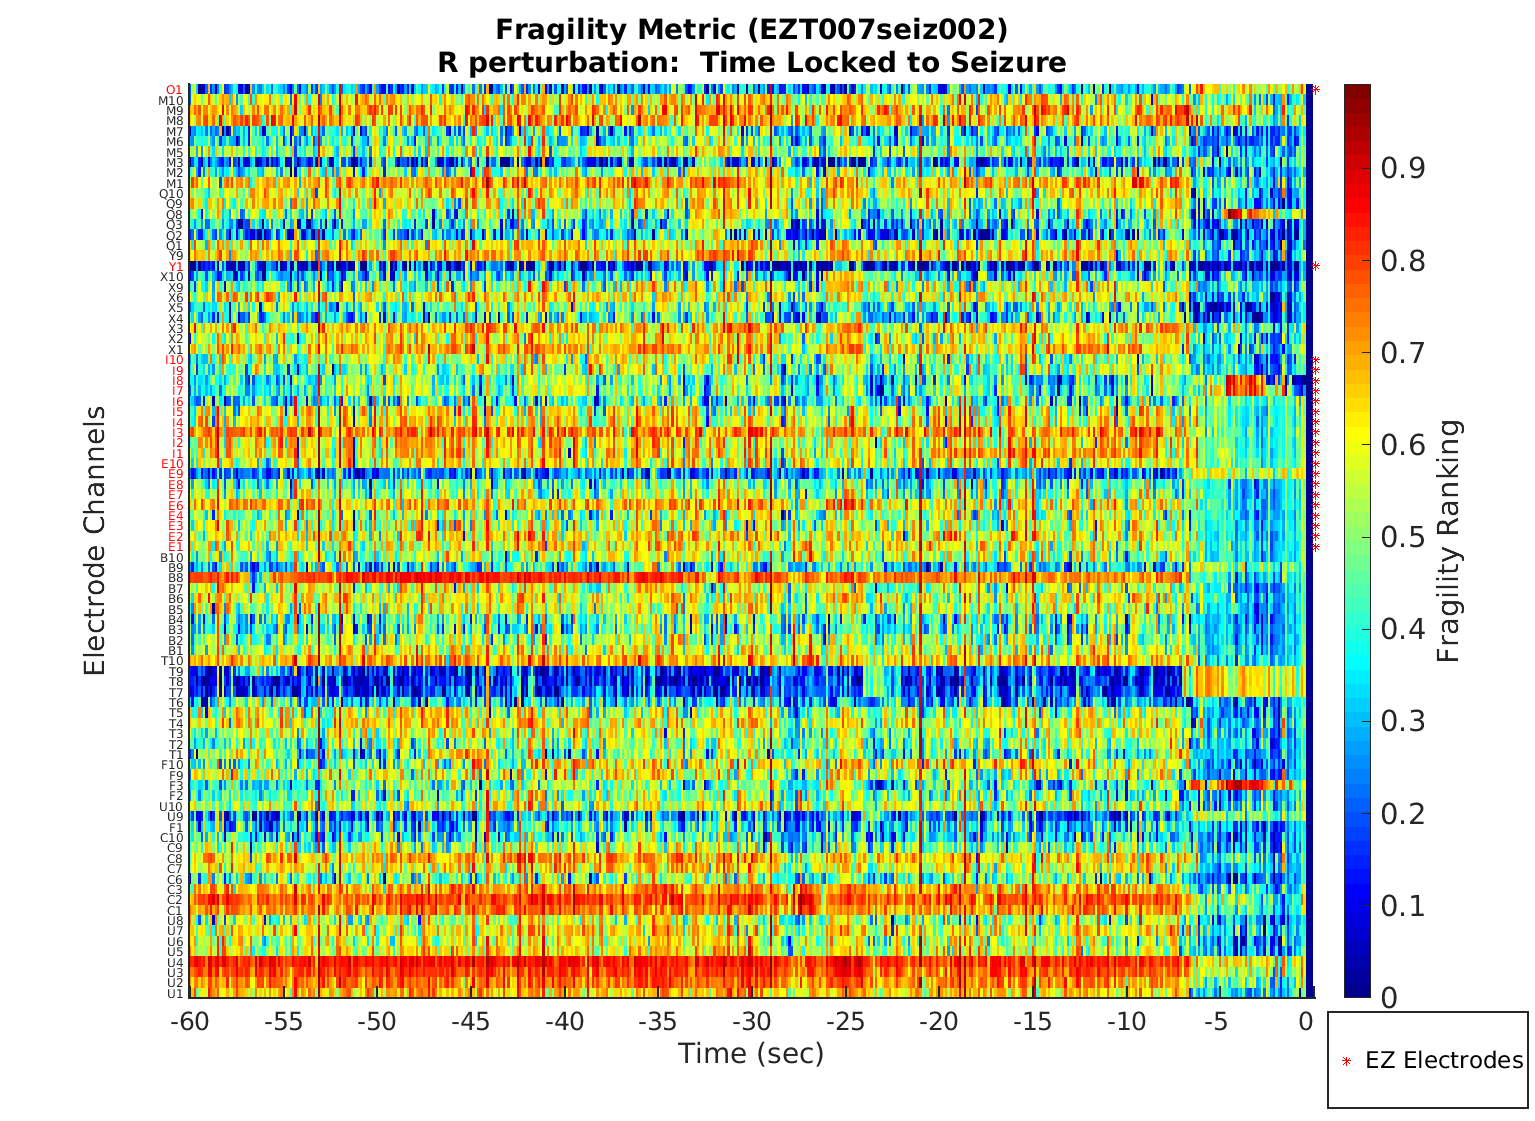 Fragility Metric (EZT007seiz002)
R perturbation: Time Locked to Seizure
Electrode Channels
O1
M10
M9
M8
M7
M6
M5
M3
M2
M1
Q10
Q9
Q8
Q3
Q2
Q1
Y9
Y1
X10
X9
X6
X5
X4
X3
X2
X1
I10
I9
I8
I7
I6
I5
I4
I3
I2
I1
E10
E9
E8
E7
E6
E4
E3
E2
E1
B10
B9
B8
B7
B6
B5
B4
B3
B2
B1
T10
T9
T8
T7
T6
T5
T4
T3
T2
T1
F10
F9
F3
F2
U10
U9
F1
C10
C9
C8
C7
C6
C3
C2
C1
U8
U7
U6
U5
U4
U3
U2
U1
-60 -55 -50 -45 -40 -35 -30 -25 -20 -15 -10 -5 0
Time (sec)
0.9
0.8
0.7
0.6
0.5
0.4
0.3
0.2
0.1
0
Fragility Ranking
* EZ Electrodes